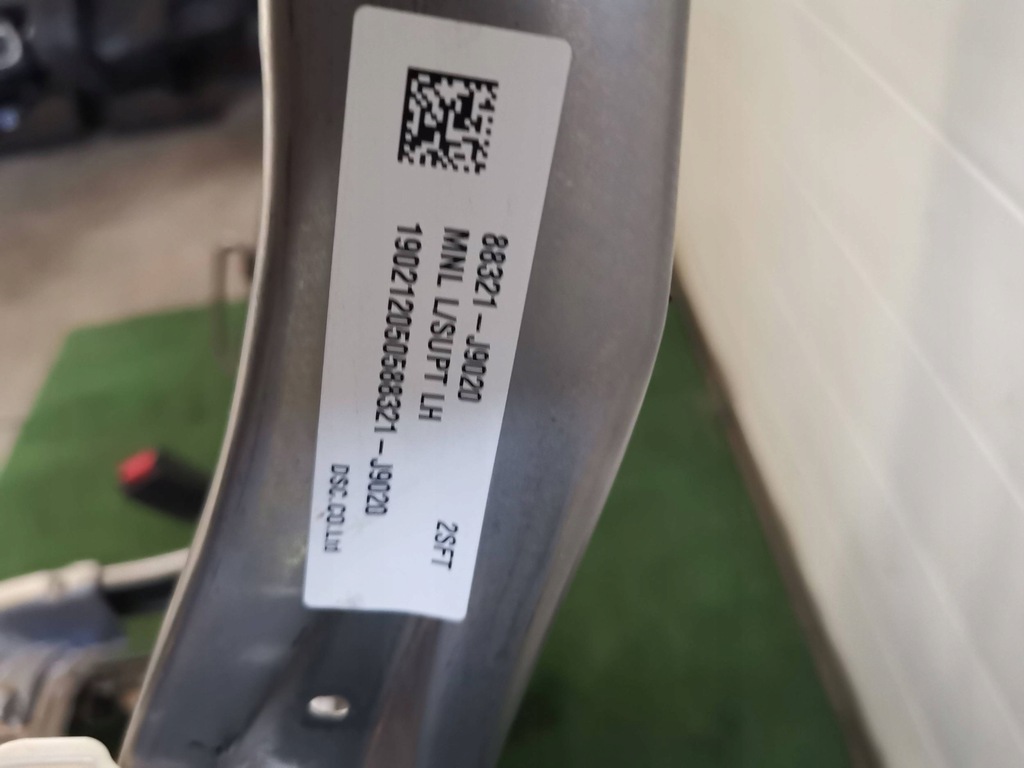 88321-J9020
MNL L/SUPT LH
2SFT
190212050588321-J9020
DSC.CO.Ltd